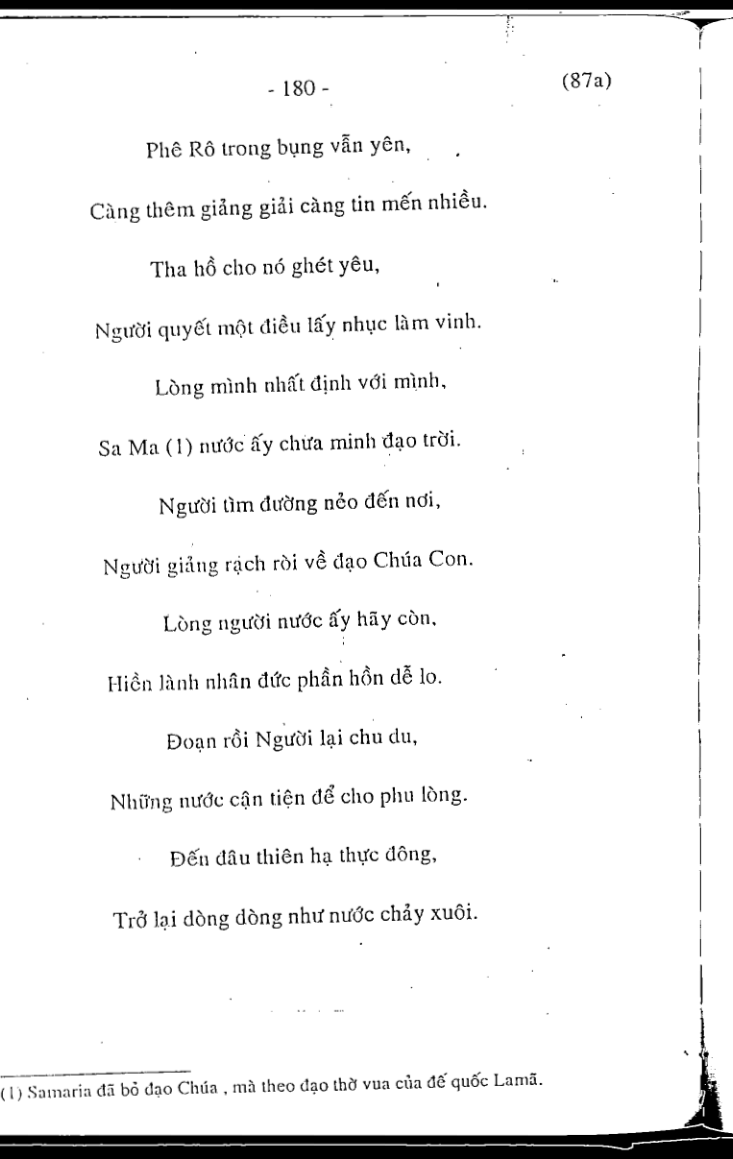 - 180 - (87a)
Phê Rô trong bụng vẫn yên,
Càng thêm giảng giải càng tin mến nhiều.
Tha hồ cho nó ghét yêu,
Người quyết một điều lấy nhục làm vinh.
Lòng mình nhất định với mình,
Sa Ma (1) nước ấy chưa minh đạo trời.
Người tìm đường nẻo đến nơi,
Người giảng rạch ròi về đạo Chúa Con.
Lòng người nước ấy hãy còn,
Hiền lành nhân đức phần hồn dễ lo.
Đoạn rồi Người lại chu du,
Những nước cận tiện để cho phu lòng.
Đến đâu thiên hạ thực đông,
Trở lại dòng dòng như nước chảy xuôi.
(1) Samaria đã bỏ đạo Chúa , mà theo đạo thờ vua của đế quốc Lamã.